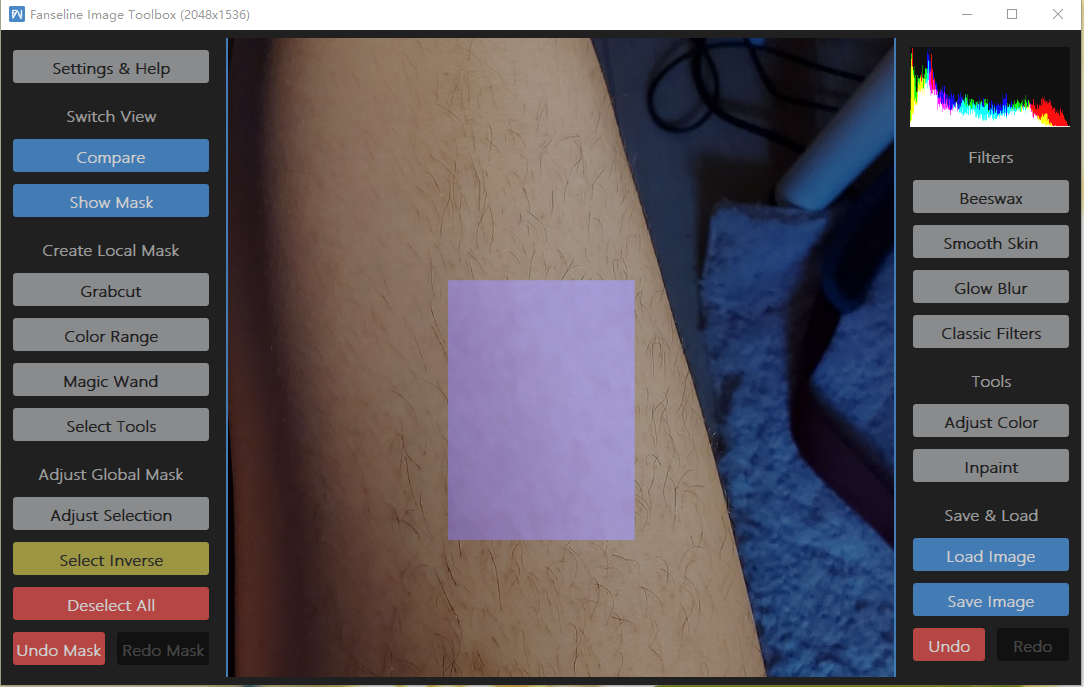 Fanseline Image Toolbox (2048x1536)
Settings & Help
Switch View
Compare
Show Mask
Create Local Mask
Grabcut
Color Range
Magic Wand
Select Tools
Adjust Global Mask
Adjust Selection
Select Inverse
Deselect All
Undo Mask
Redo Mask
Filters
Beeswax
Smooth Skin
Glow Blur
Classic Filters
Tools
Adjust Color
Inpaint
Save & Load
Load Image
Save Image
Undo
Redo